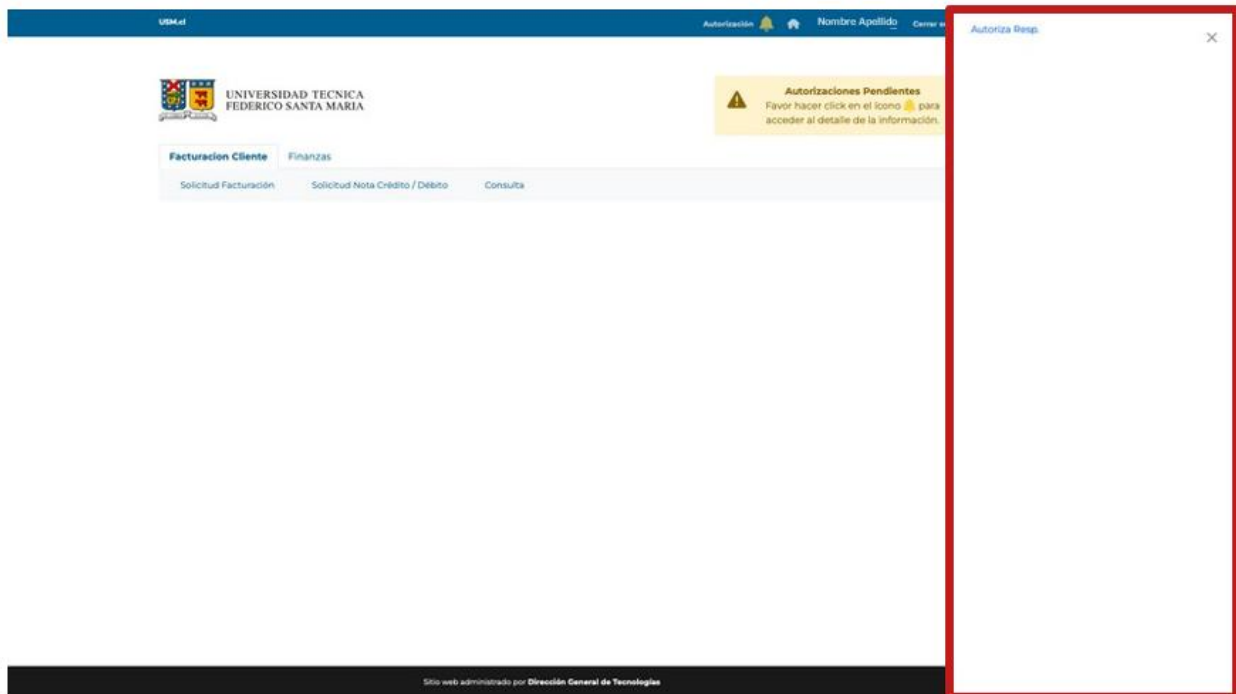 USM.cl
Autorización
Nombre Apellido
Cerrar
Autoriza Resp.
UNIVERSIDAD TECNICA
FEDERICO SANTA MARIA
Autorizaciones Pendientes
Favor hacer click en el ícono para
acceder al detalle de la información.
Facturacion Cliente
Finanzas
Solicitud Facturación
Solicitud Nota Crédito / Débito
Consulta
Sitio web administrado por Dirección General de Tecnologías